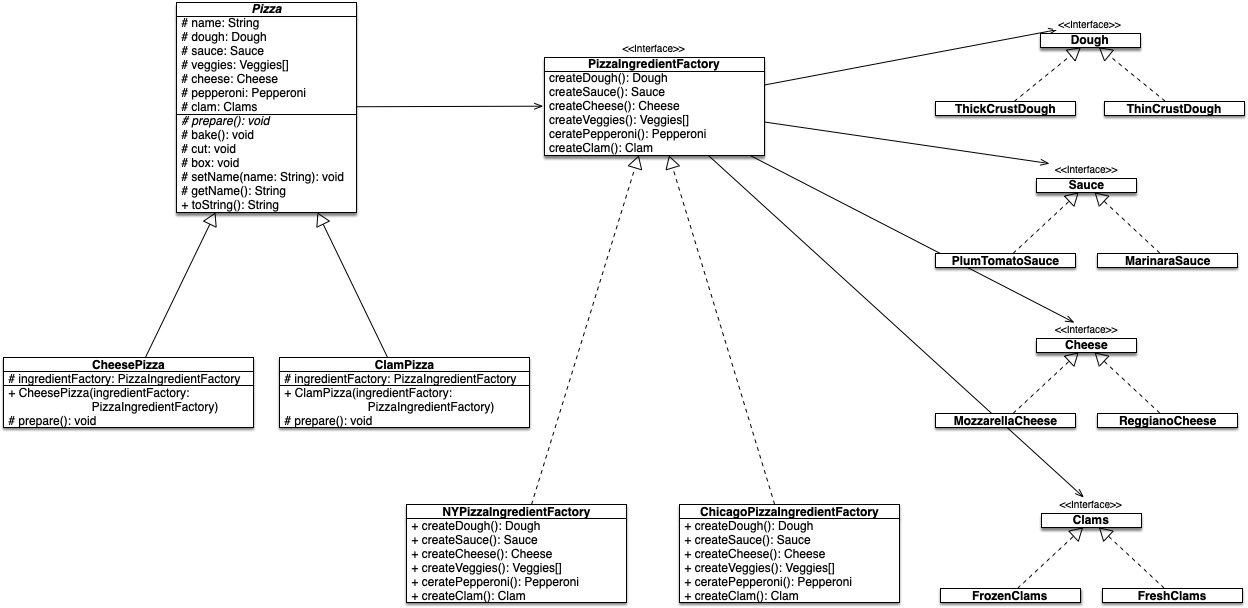 Pizza
# name: String
# dough: Dough
# sauce: Sauce
# veggies: Veggies[]
# cheese: Cheese
# pepperoni: Pepperoni
# clam: Clams
# prepare(): void
# bake(): void
# cut: void
# box: void
# setName(name: String): void
# getName(): String
+ toString(): String
<<Interface>>
PizzaIngredientFactory
createDough(): Dough
createSauce(): Sauce
createCheese(): Cheese
createVeggies(): Veggies[]
ceratePepperoni(): Pepperoni
createClam(): Clam
<<Interface>>
Dough
ThickCrustDough
ThinCrustDough
<<Interface>>
Sauce
PlumTomatoSauce
MarinaraSauce
<<Interface>>
Cheese
MozzarellaCheese
ReggianoCheese
<<Interface>>
Clams
FrozenClams
FreshClams
CheesePizza
# ingredientFactory: PizzaIngredientFactory
+ CheesePizza(ingredientFactory:
PizzaIngredientFactory)
# prepare(): void
ClamPizza
# ingredientFactory: PizzaIngredientFactory
+ ClamPizza(ingredientFactory:
PizzaIngredientFactory)
# prepare(): void
NYPizzaIngredientFactory
+ createDough(): Dough
+ createSauce(): Sauce
+ createCheese(): Cheese
+ createVeggies(): Veggies[]
+ ceratePepperoni(): Pepperoni
+ createClam(): Clam
ChicagoPizzaIngredientFactory
+ createDough(): Dough
+ createSauce(): Sauce
+ createCheese(): Cheese
+ createVeggies(): Veggies[]
+ ceratePepperoni(): Pepperoni
+ createClam(): Clam